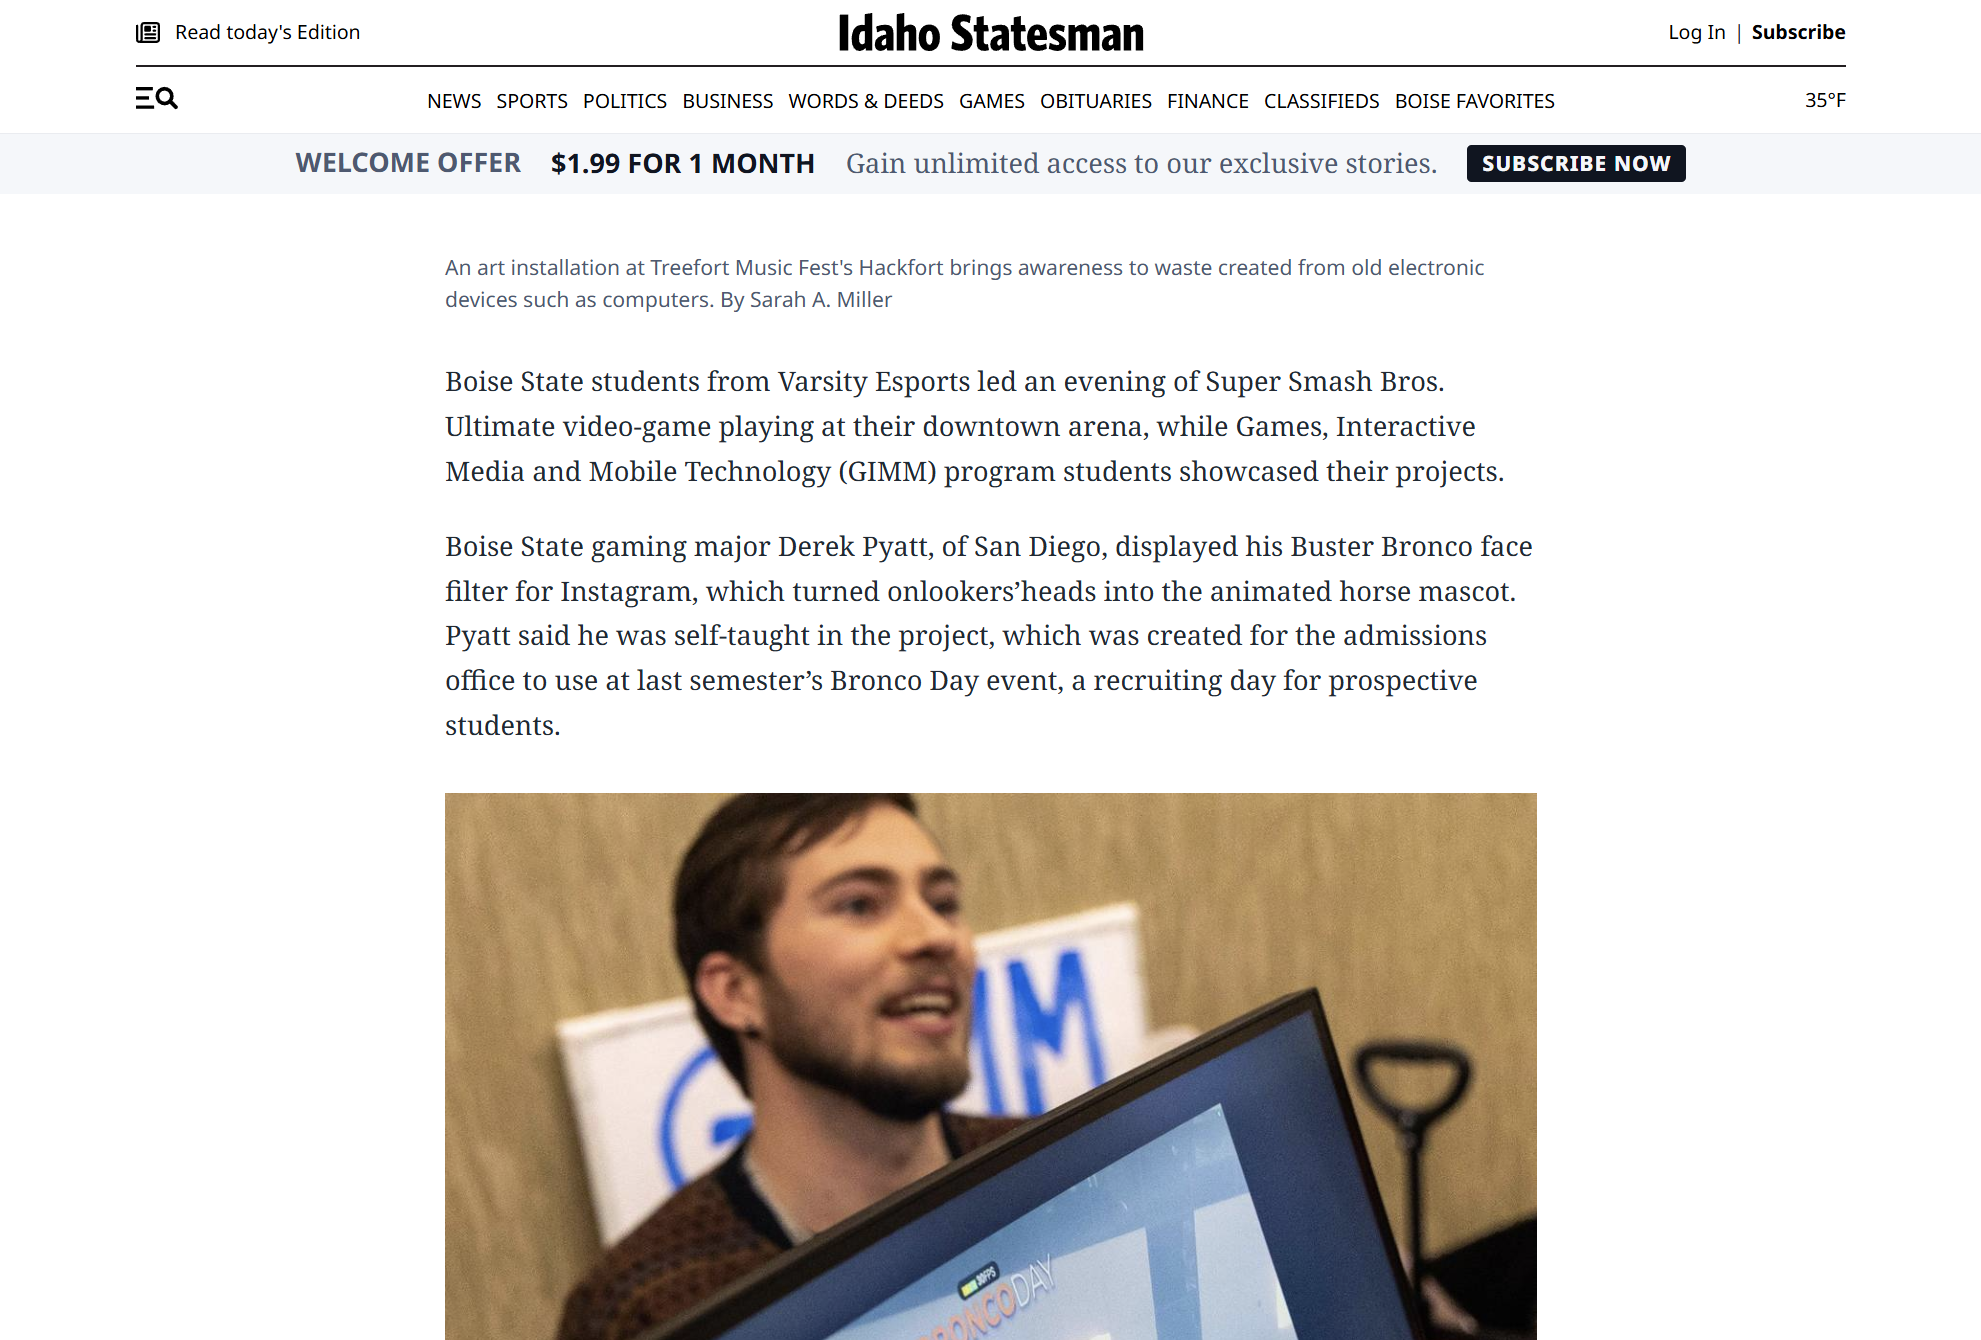 Read today's Edition
Idaho Statesman
Log In | Subscribe
NEWS SPORTS POLITICS BUSINESS WORDS & DEEDS GAMES OBITUARIES FINANCE CLASSIFIEDS BOISE FAVORITES
35°F
WELCOME OFFER $1.99 FOR 1 MONTH Gain unlimited access to our exclusive stories. SUBSCRIBE NOW
An art installation at Treefort Music Fest's Hackfort brings awareness to waste created from old electronic
devices such as computers. By Sarah A. Miller
Boise State students from Varsity Esports led an evening of Super Smash Bros.
Ultimate video-game playing at their downtown arena, while Games, Interactive
Media and Mobile Technology (GIMM) program students showcased their projects.
Boise State gaming major Derek Pyatt, of San Diego, displayed his Buster Bronco face
filter for Instagram, which turned onlookers’heads into the animated horse mascot.
Pyatt said he was self-taught in the project, which was created for the admissions
office to use at last semester’s Bronco Day event, a recruiting day for prospective
students.
G MM
30FPS
BRONCODAY